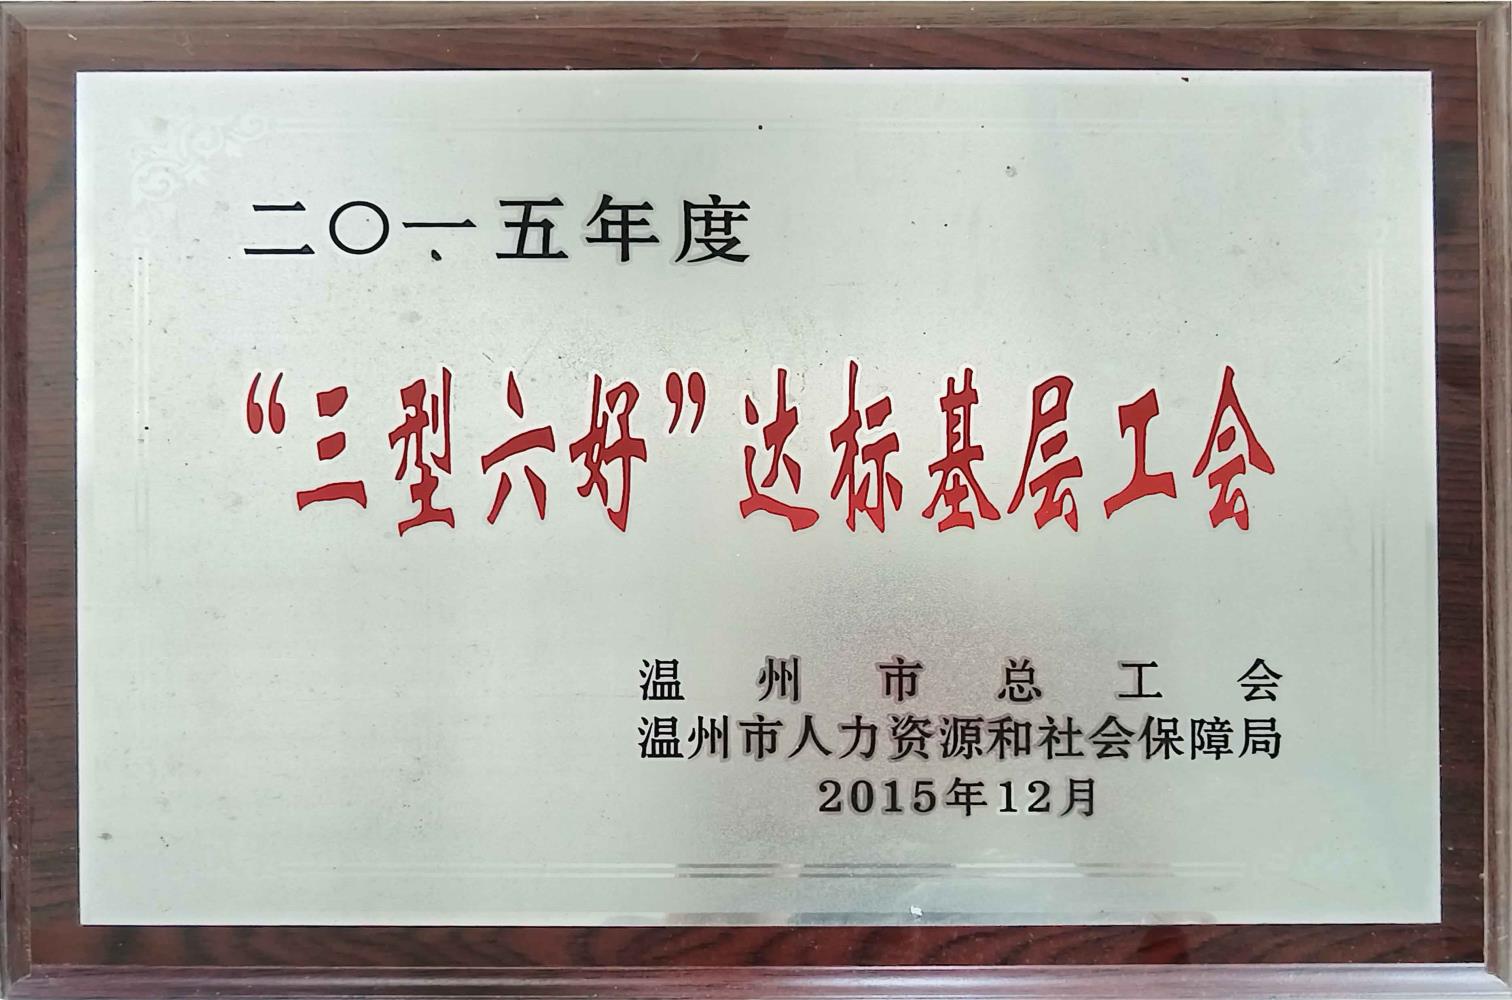 二〇一五年度
“三型六好”达标基层工会
温州市总工会
温州市人力资源和社会保障局
2015年12月